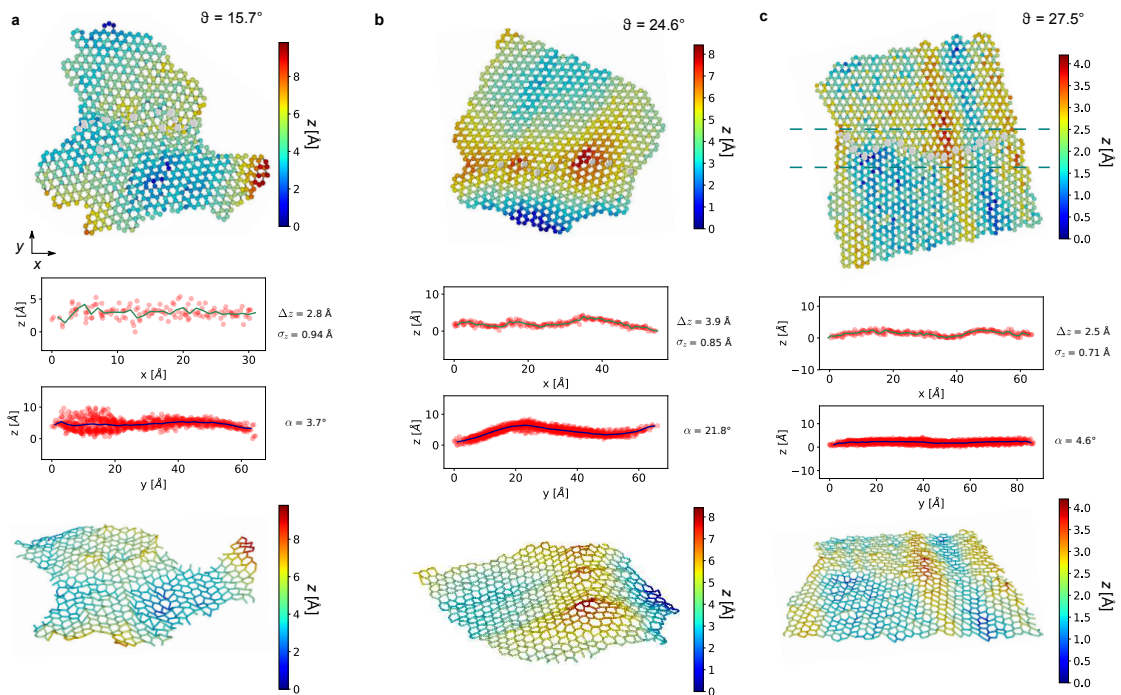 a
ϑ = 15.7°
8
6
4
2
0
z [Å]
y
x
b
ϑ = 24.6°
8
7
6
5
4
3
2
1
0
z [Å]
c
ϑ = 27.5°
4.0
3.5
3.0
2.5
2.0
1.5
1.0
0.5
0.0
z [Å]
5
0
z [Å]
0 10 20 30
x [Å]
Δz = 2.8 Å
σz = 0.94 Å
10
0
z [Å]
0 20 40
x [Å]
Δz = 3.9 Å
σz = 0.85 Å
10
0
−10
z [Å]
0 20 40 60
x [Å]
Δz = 2.5 Å
σz = 0.71 Å
10
0
z [Å]
0 20 40 60
y [Å]
α = 3.7°
10
0
z [Å]
0 20 40 60
y [Å]
α = 21.8°
10
0
−10
z [Å]
0 20 40 60 80
y [Å]
α = 4.6°
8
6
4
2
0
z [Å]
8
7
6
5
4
3
2
1
0
z [Å]
4.0
3.5
3.0
2.5
2.0
1.5
1.0
0.5
0.0
z [Å]